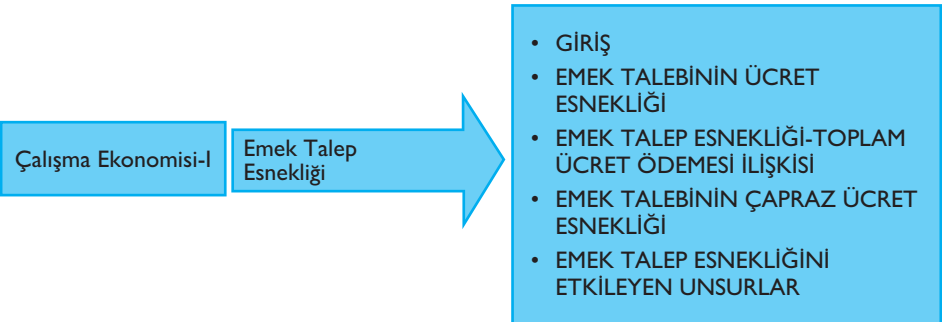 Çalışma Ekonomisi-I
Emek Talep
Esnekliği
• GİRİŞ
• EMEK TALEBİNİN ÜCRET
ESNEKLİĞİ
• EMEK TALEP ESNEKLİĞİ-TOPLAM
ÜCRET ÖDEMESİ İLİŞKİSİ
• EMEK TALEBİNİN ÇAPRAZ ÜCRET
ESNEKLİĞİ
• EMEK TALEP ESNEKLİĞİNİ
ETKİLEYEN UNSURLAR